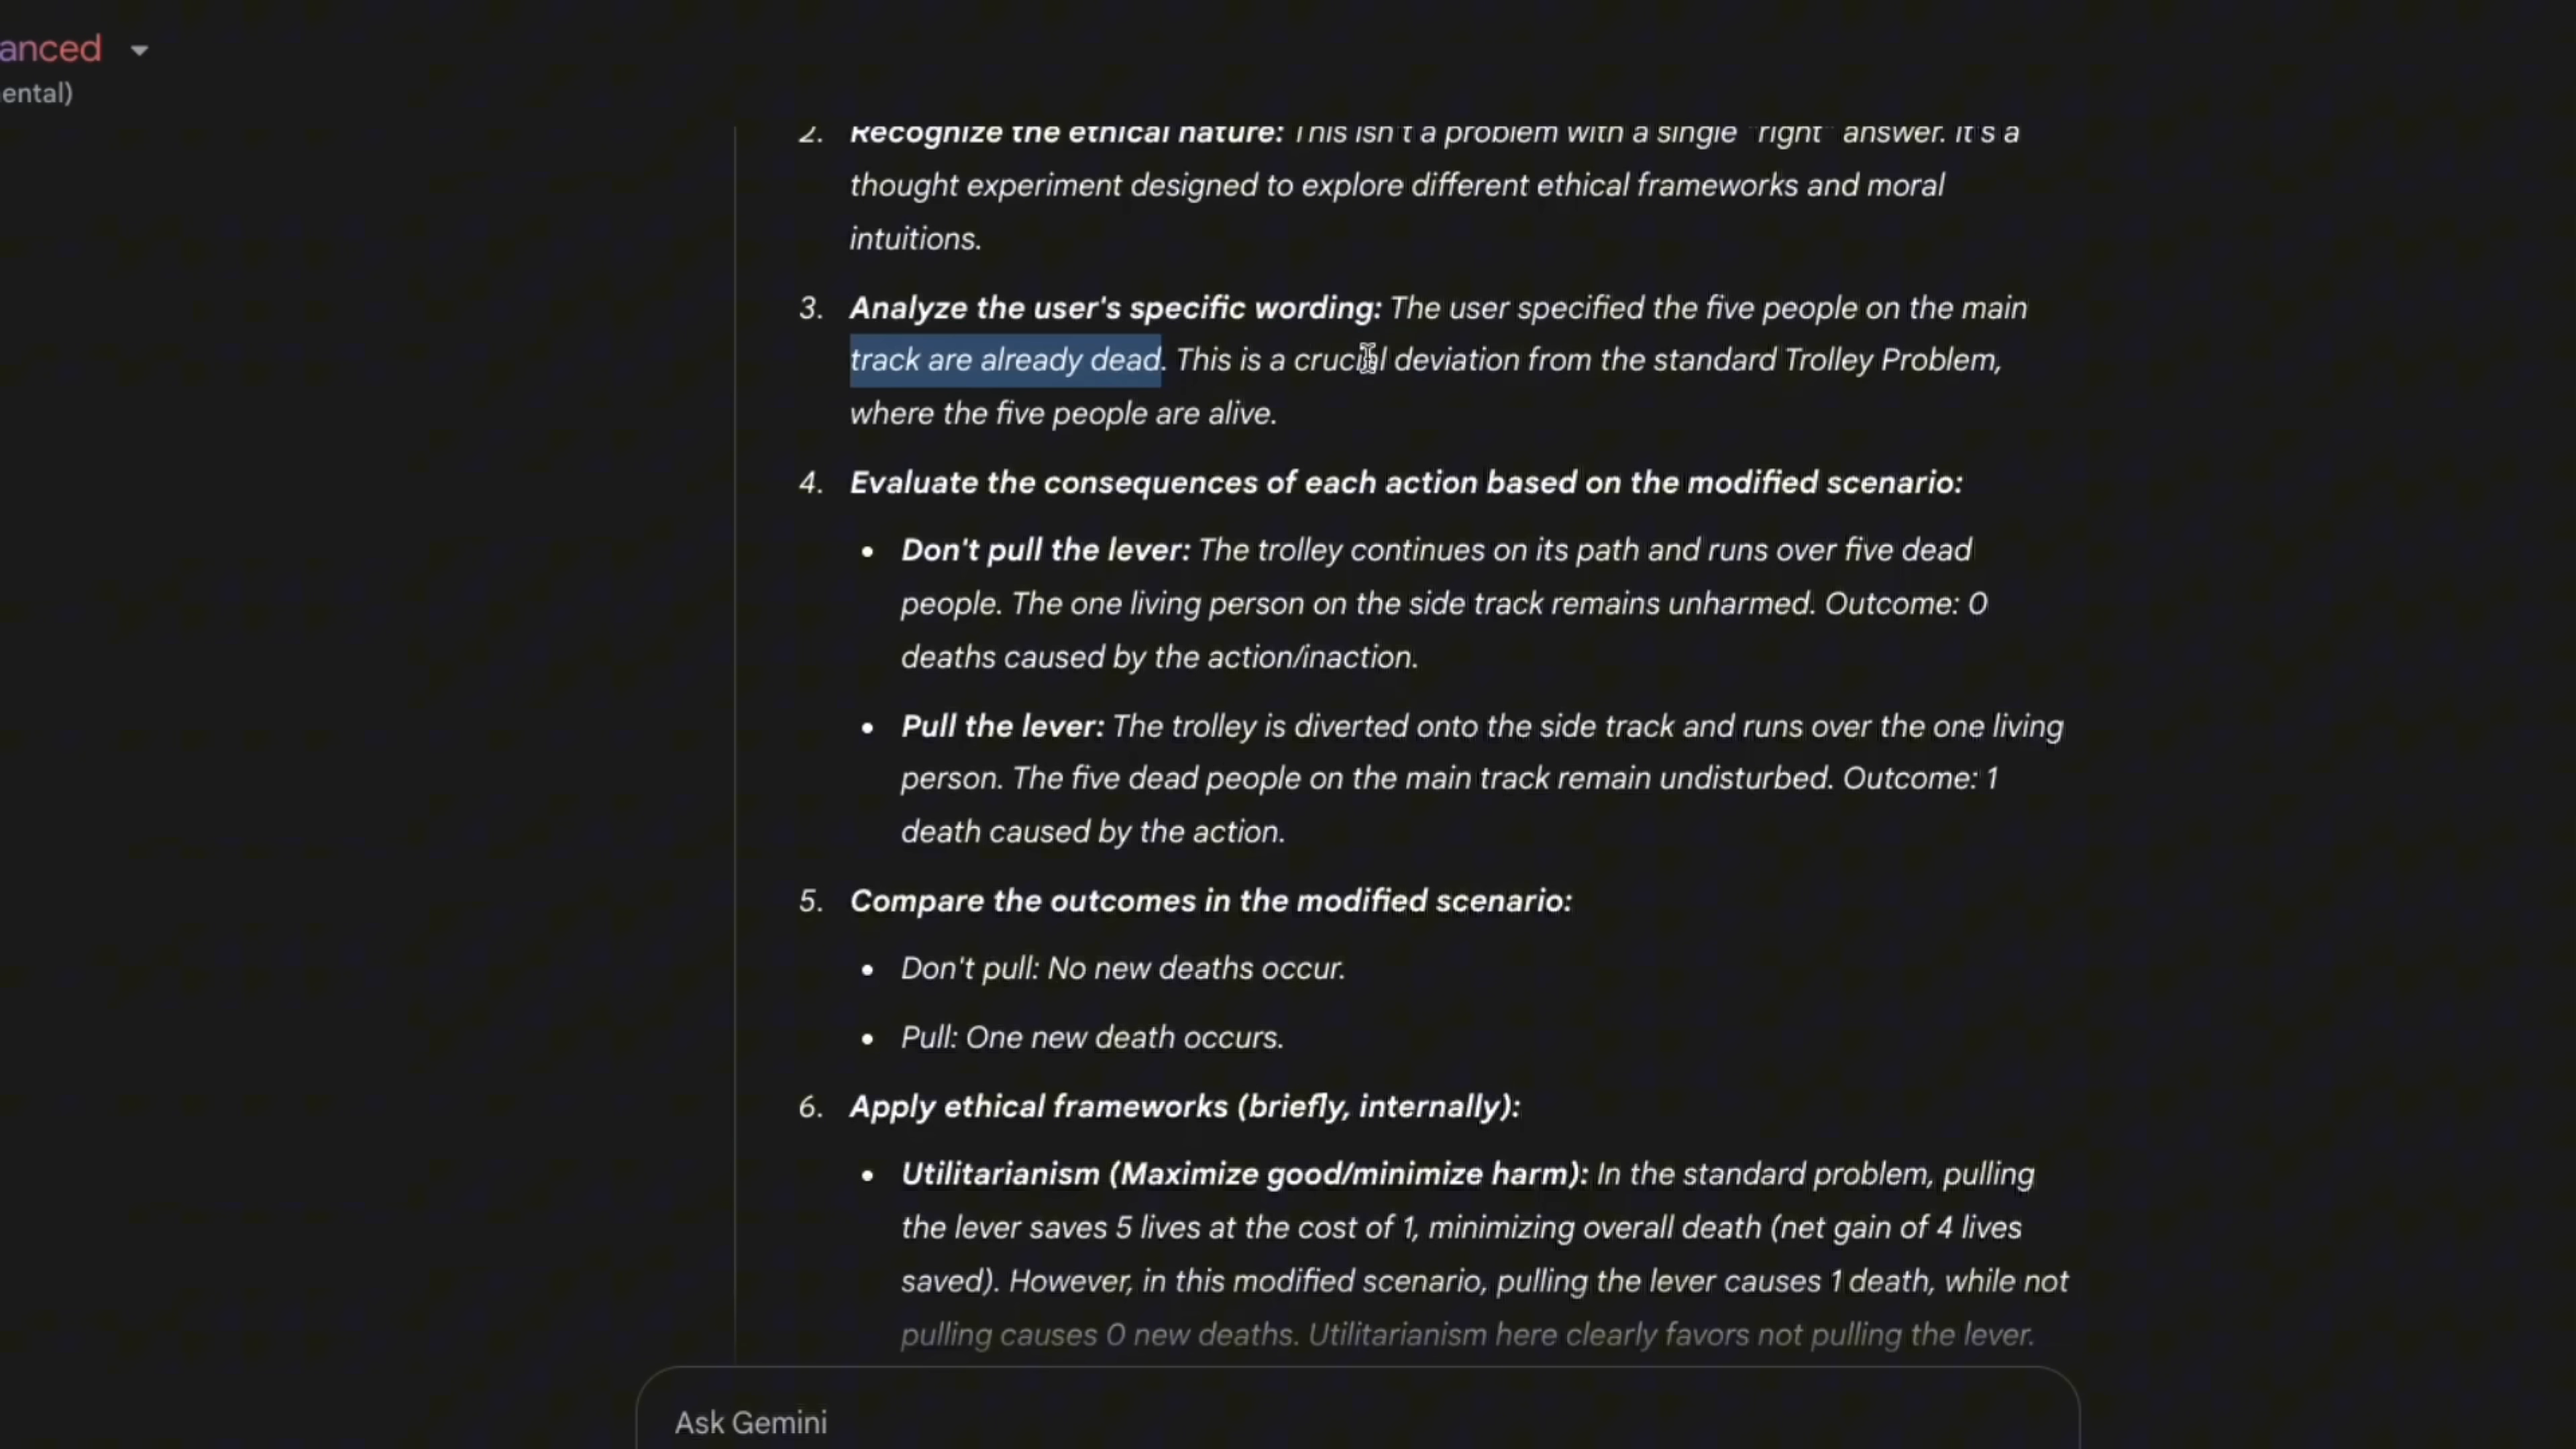 anced
ental)
2. Recognize the ethical nature: This isn't a problem with a single "right" answer. It's a
thought experiment designed to explore different ethical frameworks and moral
intuitions.
3. Analyze the user's specific wording: The user specified the five people on the main
track are already dead. This is a crucial deviation from the standard Trolley Problem,
where the five people are alive.
4. Evaluate the consequences of each action based on the modified scenario:
• Don't pull the lever: The trolley continues on its path and runs over five dead
people. The one living person on the side track remains unharmed. Outcome: 0
deaths caused by the action/inaction.
• Pull the lever: The trolley is diverted onto the side track and runs over the one living
person. The five dead people on the main track remain undisturbed. Outcome: 1
death caused by the action.
5. Compare the outcomes in the modified scenario:
• Don't pull: No new deaths occur.
• Pull: One new death occurs.
6. Apply ethical frameworks (briefly, internally):
• Utilitarianism (Maximize good/minimize harm): In the standard problem, pulling
the lever saves 5 lives at the cost of 1, minimizing overall death (net gain of 4 lives
saved). However, in this modified scenario, pulling the lever causes 1 death, while not
pulling causes 0 new deaths. Utilitarianism here clearly favors not pulling the lever.
Ask Gemini